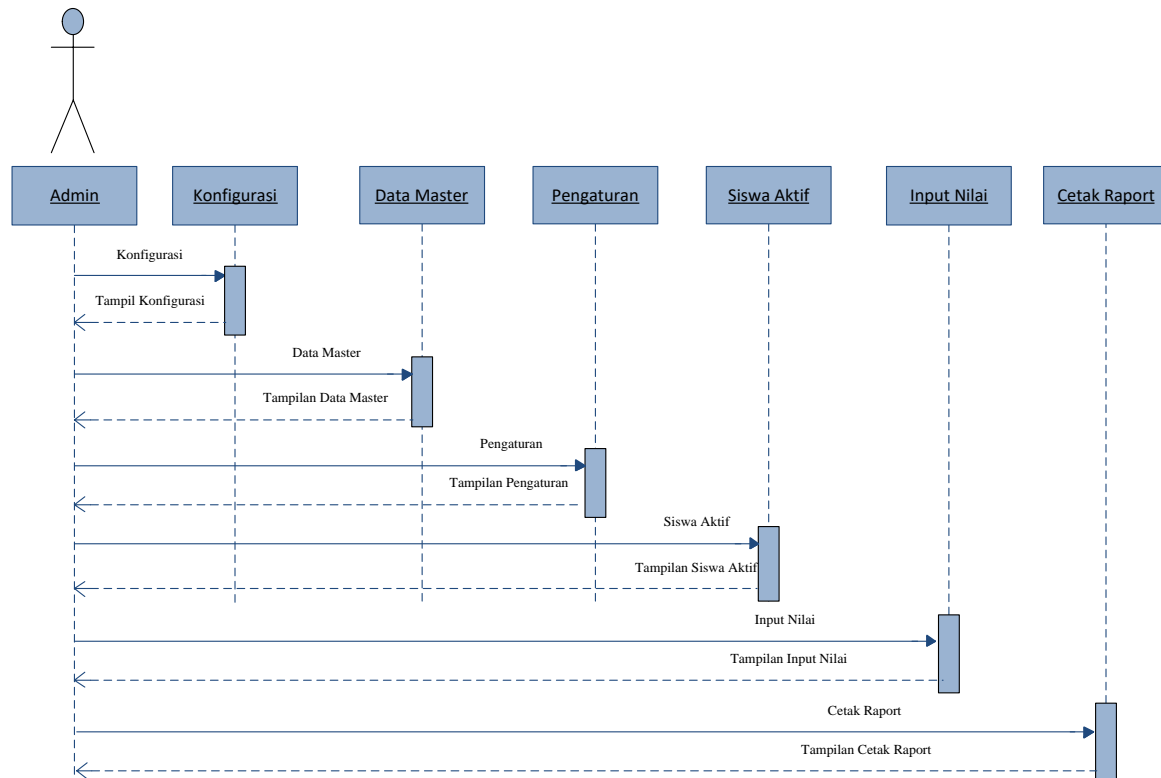 Admin
Konfigurasi
Data Master
Pengaturan
Siswa Aktif
Input Nilai
Cetak Raport
Konfigurasi
Tampil Konfigurasi
Data Master
Tampilan Data Master
Pengaturan
Tampilan Pengaturan
Siswa Aktif
Tampilan Siswa Aktif
Input Nilai
Tampilan Input Nilai
Cetak Raport
Tampilan Cetak Raport